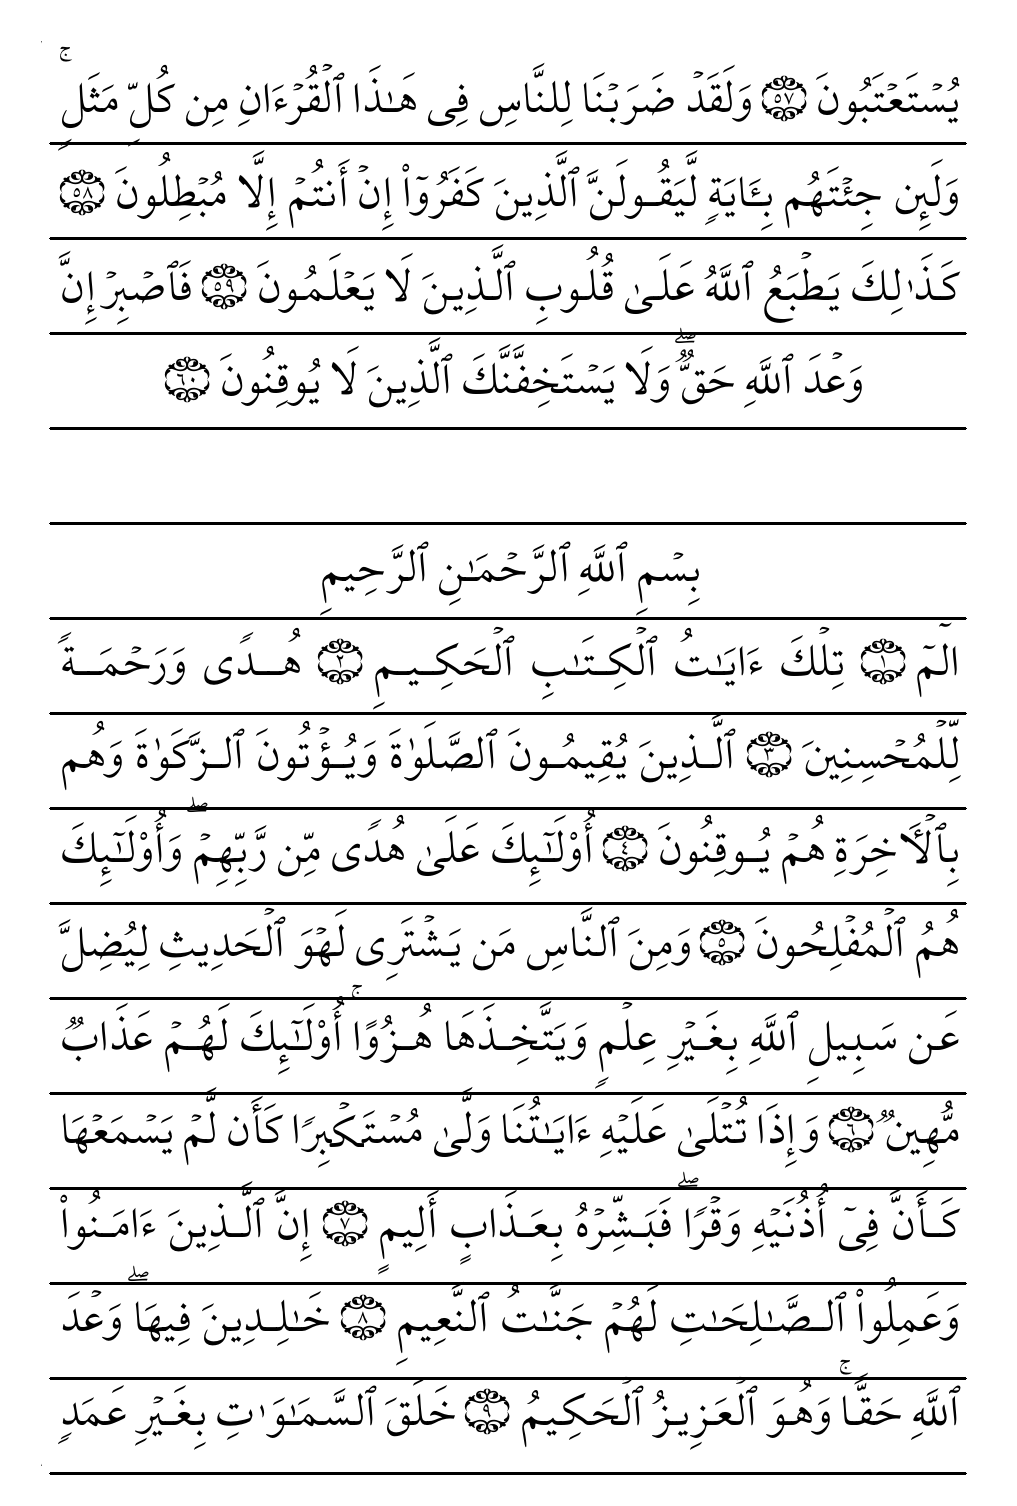 يُسۡتَعۡتَبُونَ ٥٧ وَلَقَدۡ ضَرَبۡنَا لِلنَّاسِ فِى هَـٰذَا ٱلۡقُرۡءَانِ مِن كُلِّ مَثَلٍۚ
وَلَئِن جِئۡتَهُم بِـَٔايَةٍ لَّيَقُولَنَّ ٱلَّذِينَ كَفَرُوٓاْ إِنۡ أَنتُمۡ إِلَّا مُبۡطِلُونَ ٥٨
كَذَٰلِكَ يَطۡبَعُ ٱللَّهُ عَلَىٰ قُلُوبِ ٱلَّذِينَ لَا يَعۡلَمُونَ ٥٩ فَٱصۡبِرۡ إِنَّ
وَعۡدَ ٱللَّهِ حَقٌّۖ وَلَا يَسۡتَخِفَّنَّكَ ٱلَّذِينَ لَا يُوقِنُونَ ٦٠
بِسۡمِ ٱللَّهِ ٱلرَّحۡمَـٰنِ ٱلرَّحِيمِ
الٓمٓ ١ تِلۡكَ ءَايَـٰتُ ٱلۡكِتَـٰبِ ٱلۡحَكِيمِ ٢ هُدًى وَرَحۡمَةً
لِّلۡمُحۡسِنِينَ ٣ ٱلَّذِينَ يُقِيمُونَ ٱلصَّلَوٰةَ وَيُؤۡتُونَ ٱلزَّكَوٰةَ وَهُم
بِٱلۡـَٔاخِرَةِ هُمۡ يُوقِنُونَ ٤ أُوْلَـٰٓئِكَ عَلَىٰ هُدًى مِّن رَّبِّهِمۡۖ وَأُوْلَـٰٓئِكَ
هُمُ ٱلۡمُفۡلِحُونَ ٥ وَمِنَ ٱلنَّاسِ مَن يَشۡتَرِى لَهۡوَ ٱلۡحَدِيثِ لِيُضِلَّ
عَن سَبِيلِ ٱللَّهِ بِغَيۡرِ عِلۡمٍ وَيَتَّخِذَهَا هُزُوًاۚ أُوْلَـٰٓئِكَ لَهُمۡ عَذَابٌ
مُّهِينٌ ٦ وَإِذَا تُتۡلَىٰ عَلَيۡهِ ءَايَـٰتُنَا وَلَّىٰ مُسۡتَكۡبِرًا كَأَن لَّمۡ يَسۡمَعۡهَا
كَأَنَّ فِىٓ أُذُنَيۡهِ وَقۡرًاۖ فَبَشِّرۡهُ بِعَذَابٍ أَلِيمٍ ٧ إِنَّ ٱلَّذِينَ ءَامَنُواْ
وَعَمِلُواْ ٱلصَّـٰلِحَـٰتِ لَهُمۡ جَنَّـٰتُ ٱلنَّعِيمِ ٨ خَـٰلِدِينَ فِيهَاۖ وَعۡدَ
ٱللَّهِ حَقًّاۚ وَهُوَ ٱلۡعَزِيزُ ٱلۡحَكِيمُ ٩ خَلَقَ ٱلسَّمَـٰوَٰتِ بِغَيۡرِ عَمَدٍ